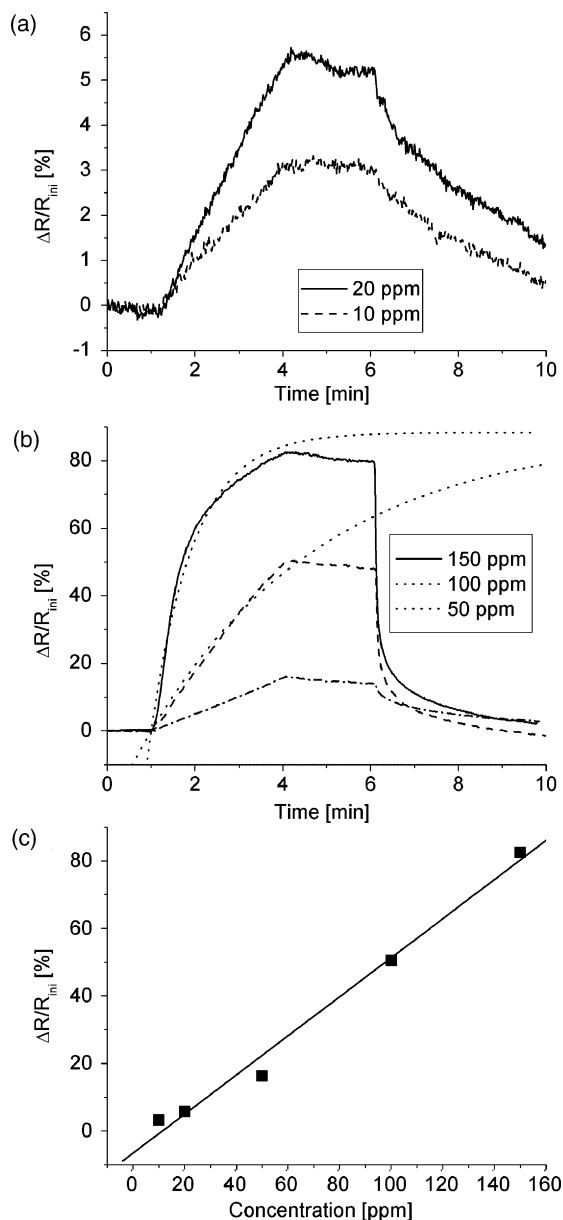 (a)
6
5
4
3
2
1
0
-1
ΔR/Rini [%]
20 ppm
10 ppm
0 2 4 6 8 10
Time [min]
(b)
80
60
40
20
0
ΔR/Rini [%]
150 ppm
100 ppm
50 ppm
0 2 4 6 8 10
Time [min]
(c)
80
60
40
20
0
ΔR/Rini [%]
0 20 40 60 80 100 120 140 160
Concentration [ppm]